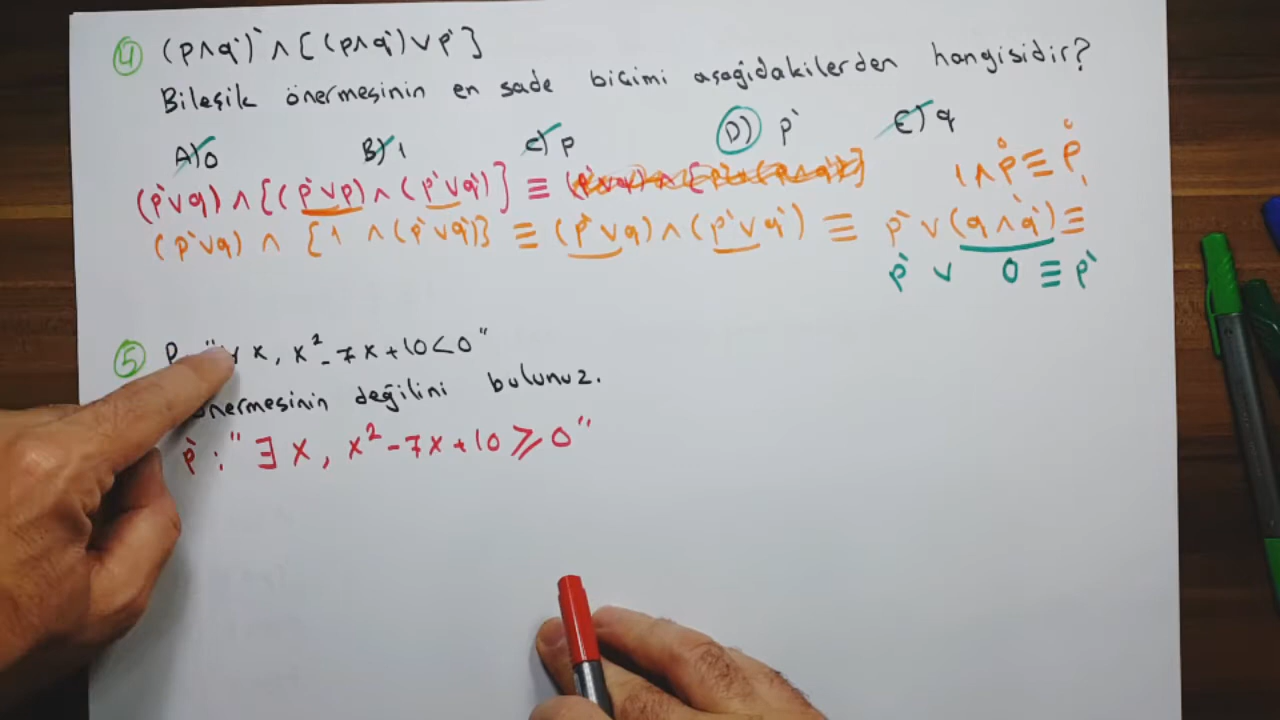 4 (p∧q')' ∧ [(p∧q') ∨ p']
Bileşik önermesinin en sade biçimi aşağıdakilerden hangisidir?
A) 0 B) 1 C) p D) p' E) q
(p'∨q) ∧ [(p'∨p) ∧ (p'∨q')] ≡
1 ∧ p ≡ p
(p'∨q) ∧ [1 ∧ (p'∨q')] ≡ (p'∨q) ∧ (p'∨q') ≡ p' ∨ (q∧q') ≡
p' ∨ 0 ≡ p'
5 P "∀ x, x² - 7x + 10 < 0"
önermesinin değilini bulunuz.
p' : "∃ x, x² - 7x + 10 ⩾ 0"